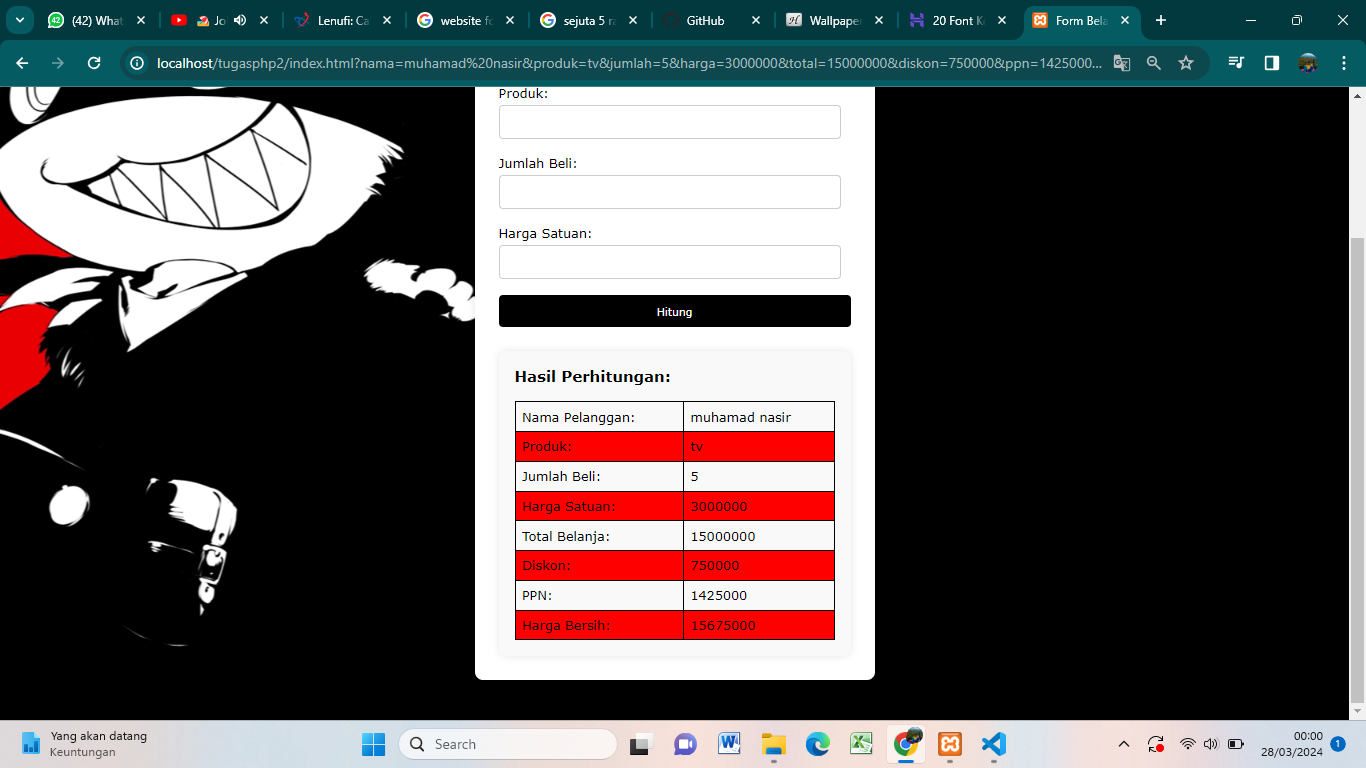 (42) What
Jo
Lenufi: Ca
website fo
sejuta 5 ra
GitHub
Wallpaper
20 Font Ke
Form Bela
localhost/tugasphp2/index.html?nama=muhamad%20nasir&produk=tv&jumlah=5&harga=3000000&total=15000000&diskon=750000&ppn=1425000...
Produk:
Jumlah Beli:
Harga Satuan:
Hitung
Hasil Perhitungan:
Nama Pelanggan: muhamad nasir
Produk: tv
Jumlah Beli: 5
Harga Satuan: 3000000
Total Belanja: 15000000
Diskon: 750000
PPN: 1425000
Harga Bersih: 15675000
Yang akan datang
Keuntungan
Search
00:00
28/03/2024
1